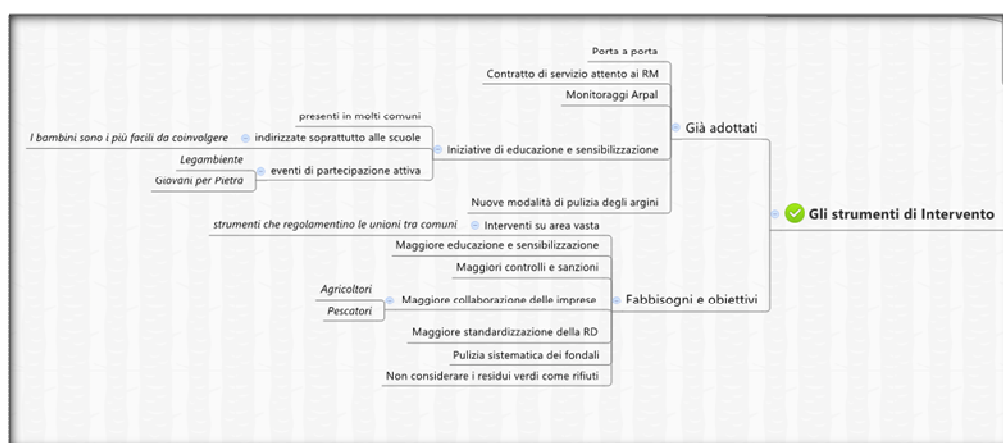 Porta a porta
Contratto di servizio attento ai RM
Monitoraggi Arpal
Già adottati
presenti in molti comuni
I bambini sono i più facili da coinvolgere
indirizzate soprattutto alle scuole
Iniziative di educazione e sensibilizzazione
Legambiente
Giovani per Pietra
eventi di partecipazione attiva
Nuove modalità di pulizia degli argini
Gli strumenti di Intervento
strumenti che regolamentino le unioni tra comuni
Interventi su area vasta
Maggiore educazione e sensibilizzazione
Maggiori controlli e sanzioni
Agricoltori
Pescatori
Maggiore collaborazione delle imprese
Fabbisogni e obiettivi
Maggiore standardizzazione della RD
Pulizia sistematica dei fondali
Non considerare i residui verdi come rifiuti